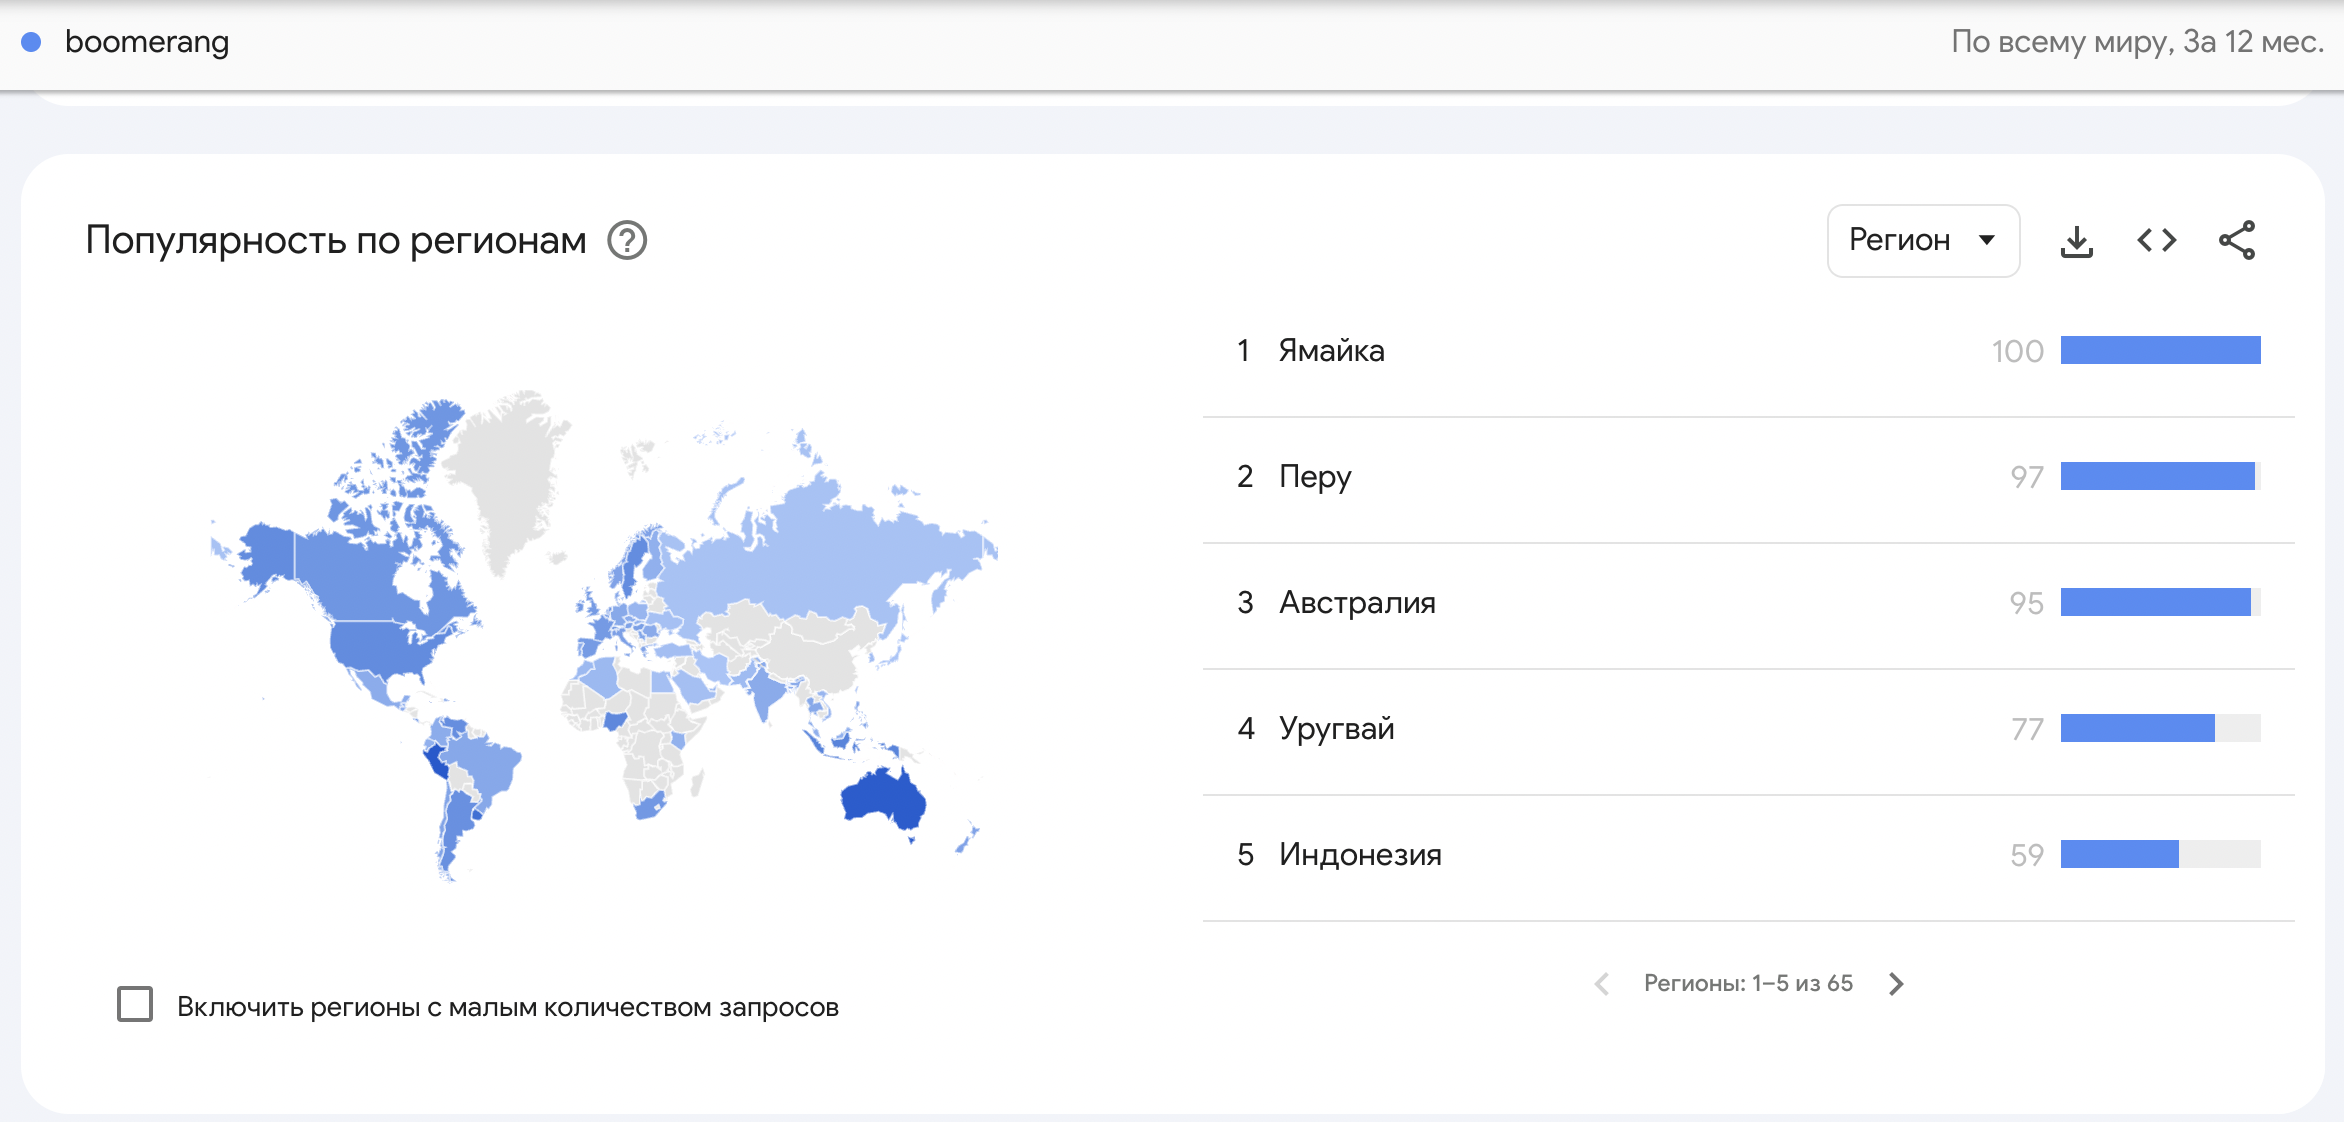 boomerang
По всему миру, За 12 мес.
Популярность по регионам ?
Регион
1 Ямайка 100
2 Перу 97
3 Австралия 95
4 Уругвай 77
5 Индонезия 59
Регионы: 1–5 из 65
Включить регионы с малым количеством запросов